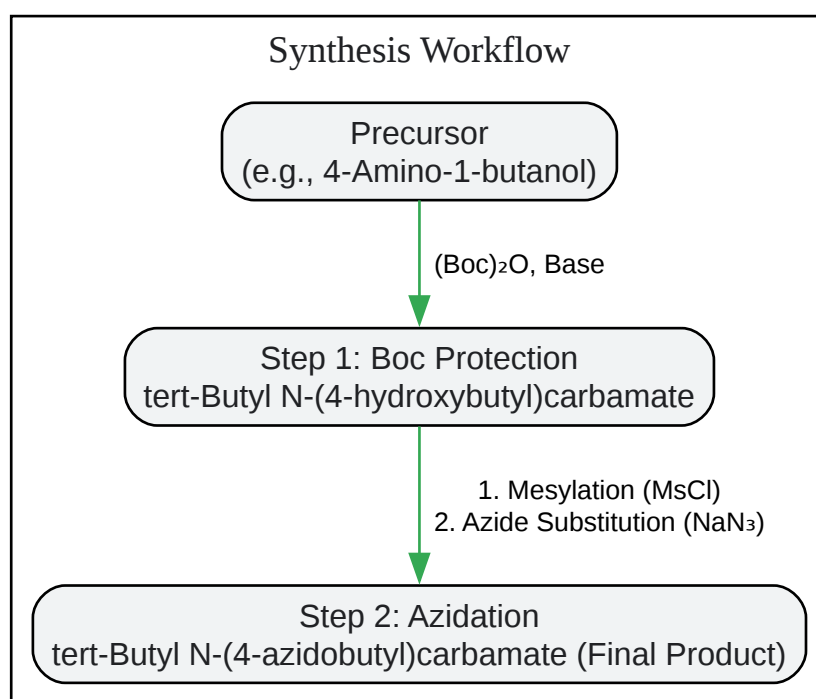 Synthesis Workflow
Precursor
(e.g., 4-Amino-1-butanol)
(Boc)₂O, Base
Step 1: Boc Protection
tert-Butyl N-(4-hydroxybutyl)carbamate
1. Mesylation (MsCl)
2. Azide Substitution (NaN₃)
Step 2: Azidation
tert-Butyl N-(4-azidobutyl)carbamate (Final Product)